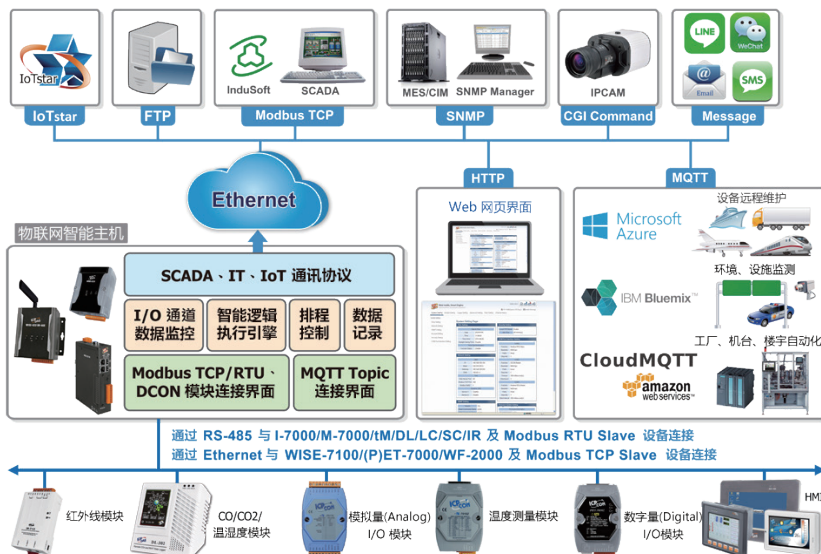 IoTstar
InduSoft
SCADA
MES/CIM
SNMP Manager
IPCAM
LINE
WeChat
Email
SMS
IoTstar
FTP
Modbus TCP
SNMP
CGI Command
Message
Ethernet
HTTP
MQTT
Web 网页界面
Microsoft
Azure
设备远程维护
IBM Bluemix™
环境、设施监测
工厂、机台、楼宇自动化
CloudMQTT
amazon
web services™
物联网智能主机
SCADA、IT、IoT 通讯协议
I/O 通道
数据监控
智能逻辑
执行引擎
排程
控制
数据
记录
Modbus TCP/RTU、
DCON 模块连接界面
MQTT Topic
连接界面
通过 RS-485 与 I-7000/M-7000/tM/DL/LC/SC/IR 及 Modbus RTU Slave 设备连接
通过 Ethernet 与 WISE-7100/(P)ET-7000/WF-2000 及 Modbus TCP Slave 设备连接
红外线模块
CO/CO2/
温湿度模块
模拟量(Analog)
I/O 模块
温度测量模块
数字量(Digital)
I/O模块
HMI